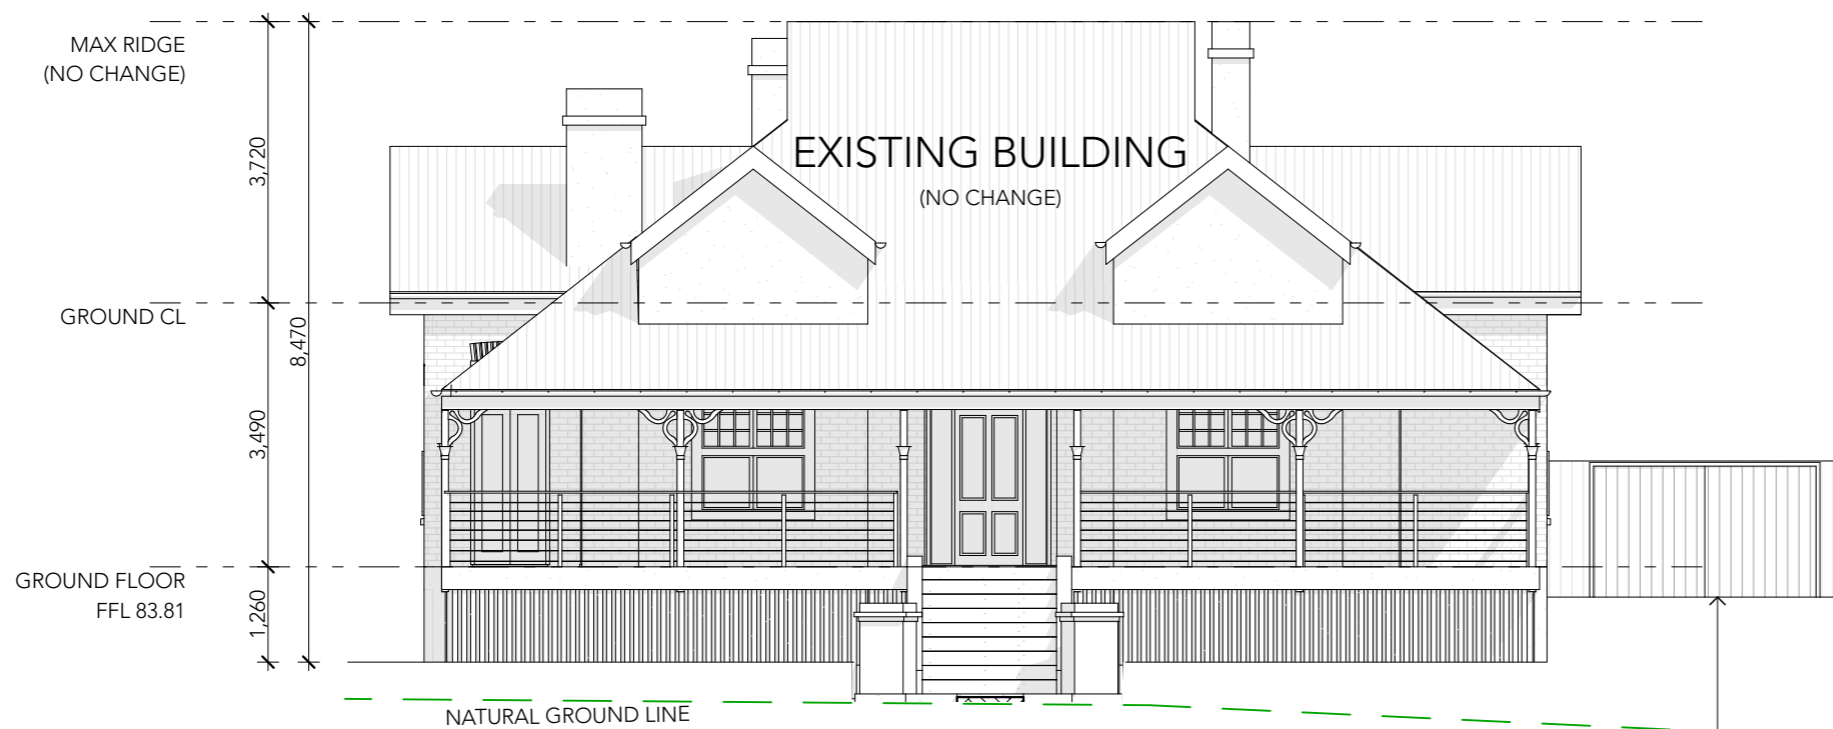 MAX RIDGE
(NO CHANGE)
3,720
EXISTING BUILDING
(NO CHANGE)
GROUND CL
8,470
3,490
GROUND FLOOR
FFL 83.81
1,260
NATURAL GROUND LINE